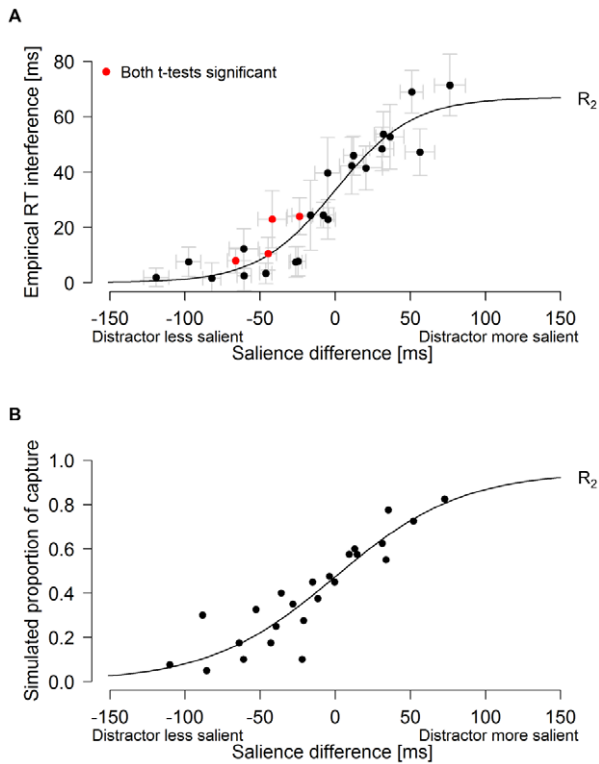 A
Empirical RT interference [ms]
80
60
40
20
0
Both t-tests significant
R2
-150
-100
-50
0
50
100
150
Distractor less salient
Distractor more salient
Salience difference [ms]
B
Simulated proportion of capture
1.0
0.8
0.6
0.4
0.2
0.0
R2
-150
-100
-50
0
50
100
150
Distractor less salient
Distractor more salient
Salience difference [ms]